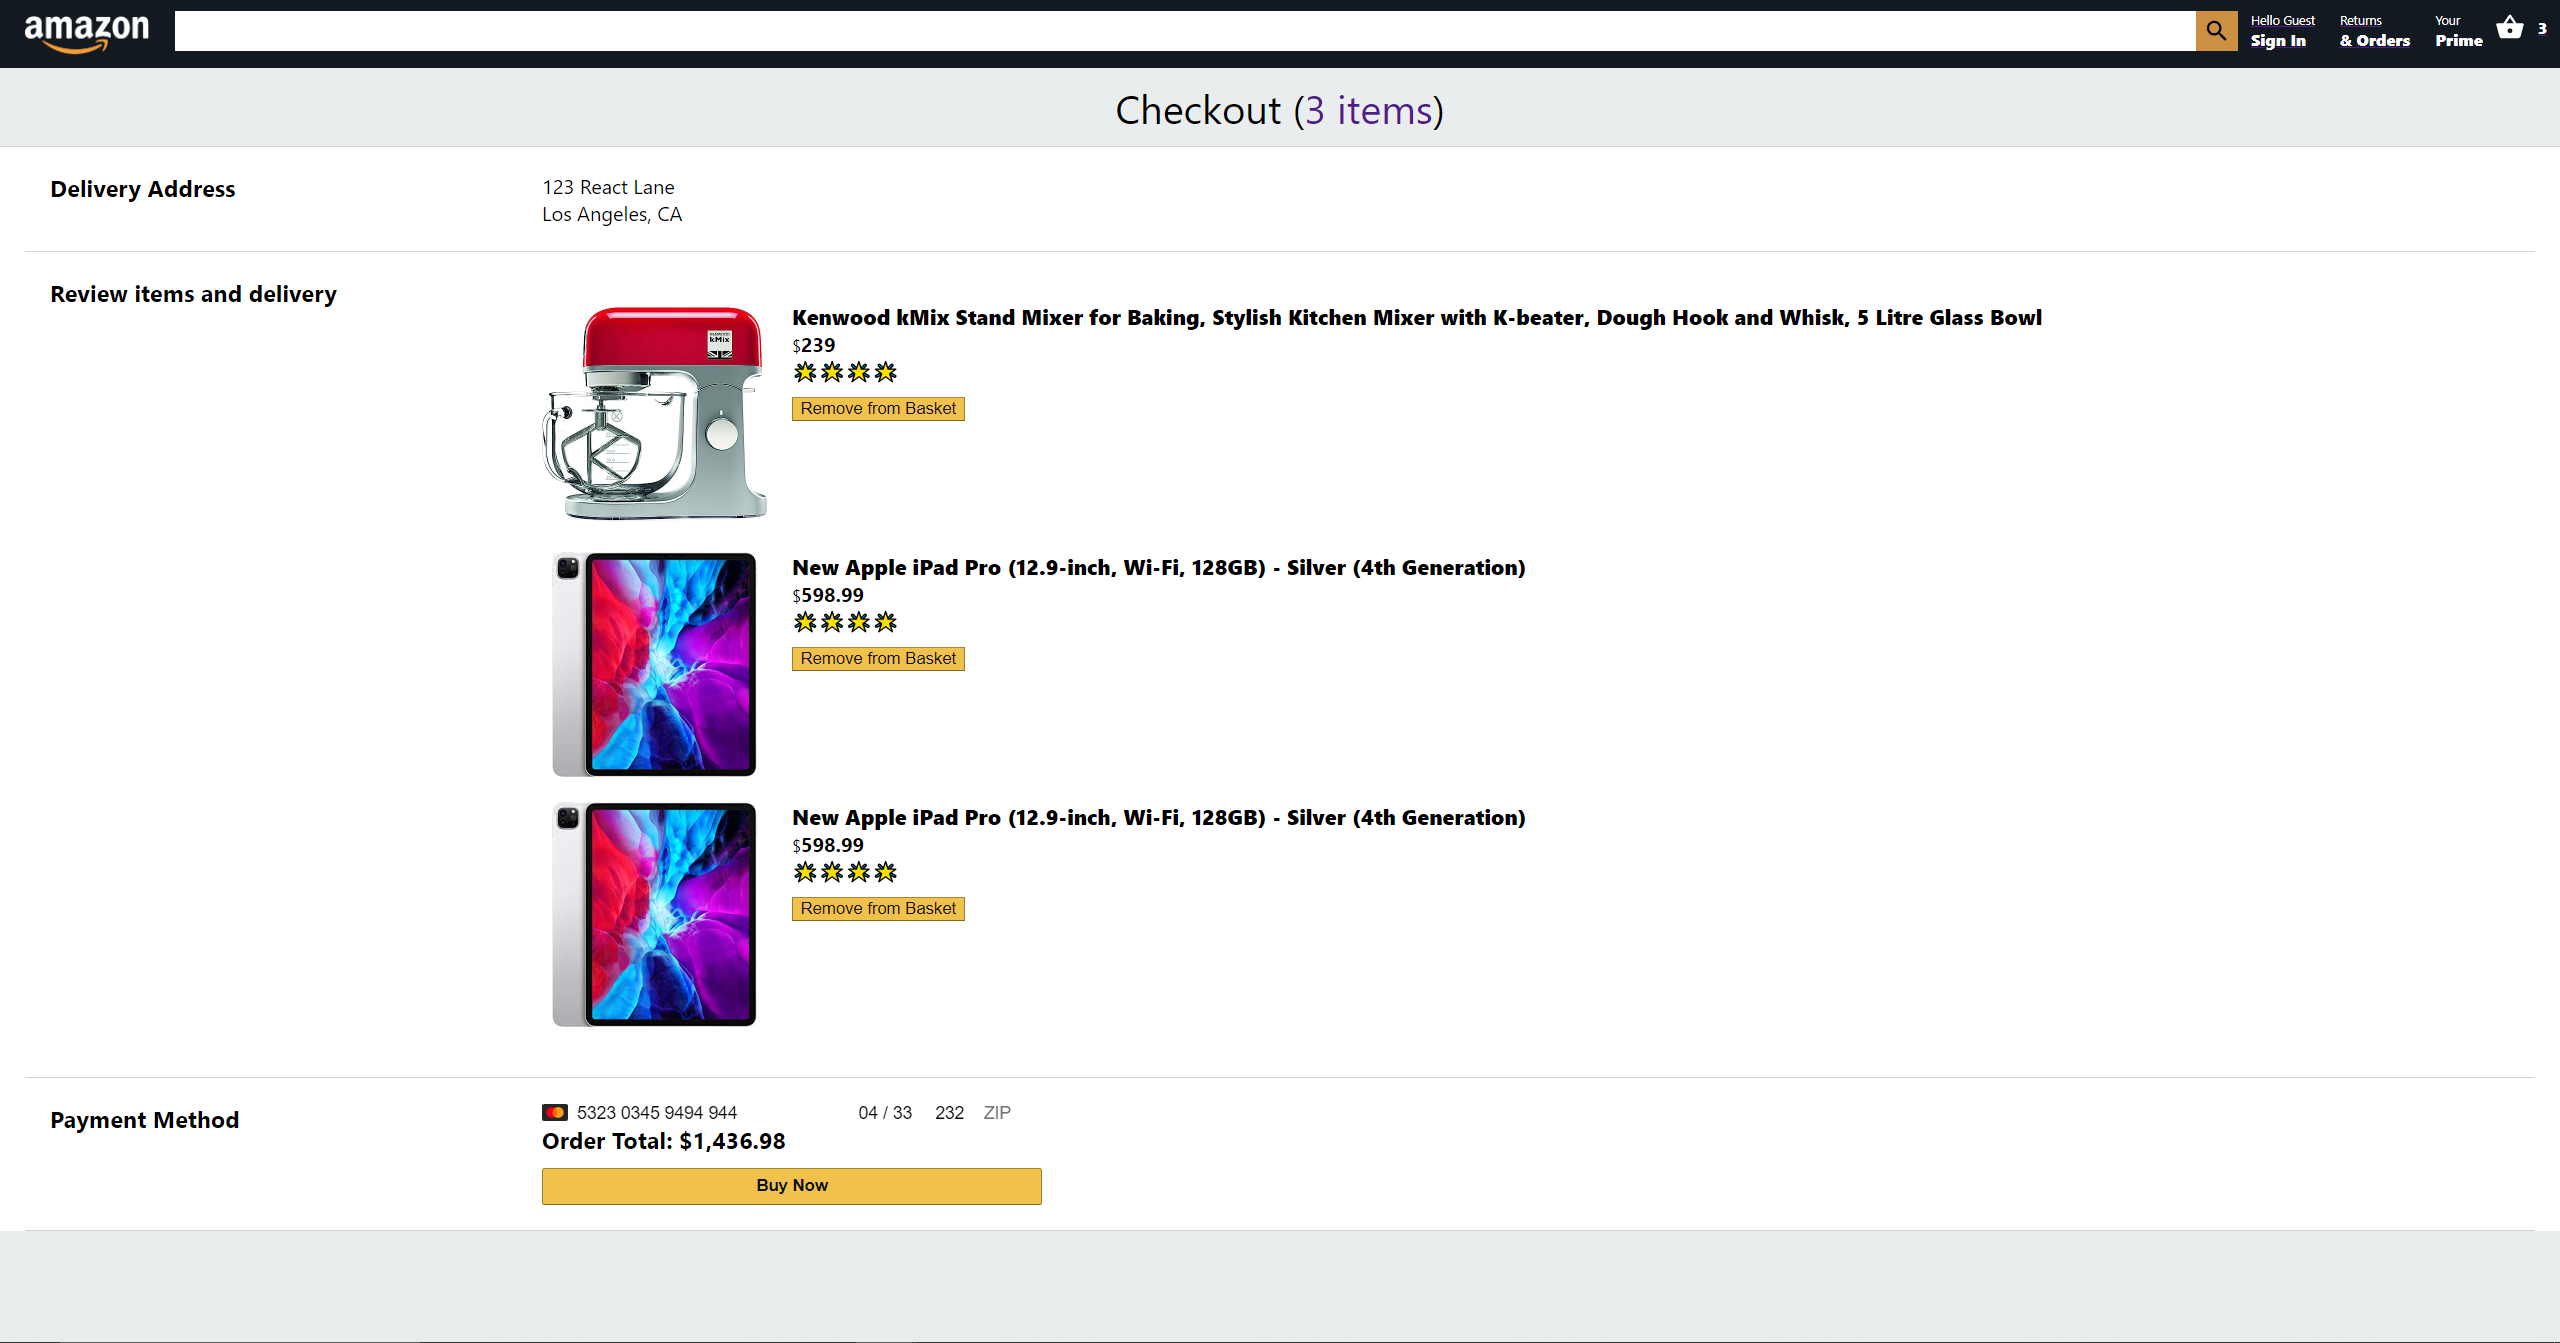 amazon
Hello Guest
Sign In
Returns
& Orders
Your
Prime
3
Checkout (3 items)
Delivery Address
123 React Lane
Los Angeles, CA
Review items and delivery
KENWOOD
kMix
Kenwood kMix Stand Mixer for Baking, Stylish Kitchen Mixer with K-beater, Dough Hook and Whisk, 5 Litre Glass Bowl
$239
Remove from Basket
New Apple iPad Pro (12.9-inch, Wi-Fi, 128GB) - Silver (4th Generation)
$598.99
Remove from Basket
New Apple iPad Pro (12.9-inch, Wi-Fi, 128GB) - Silver (4th Generation)
$598.99
Remove from Basket
Payment Method
5323 0345 9494 944 04 / 33 232 ZIP
Order Total: $1,436.98
Buy Now